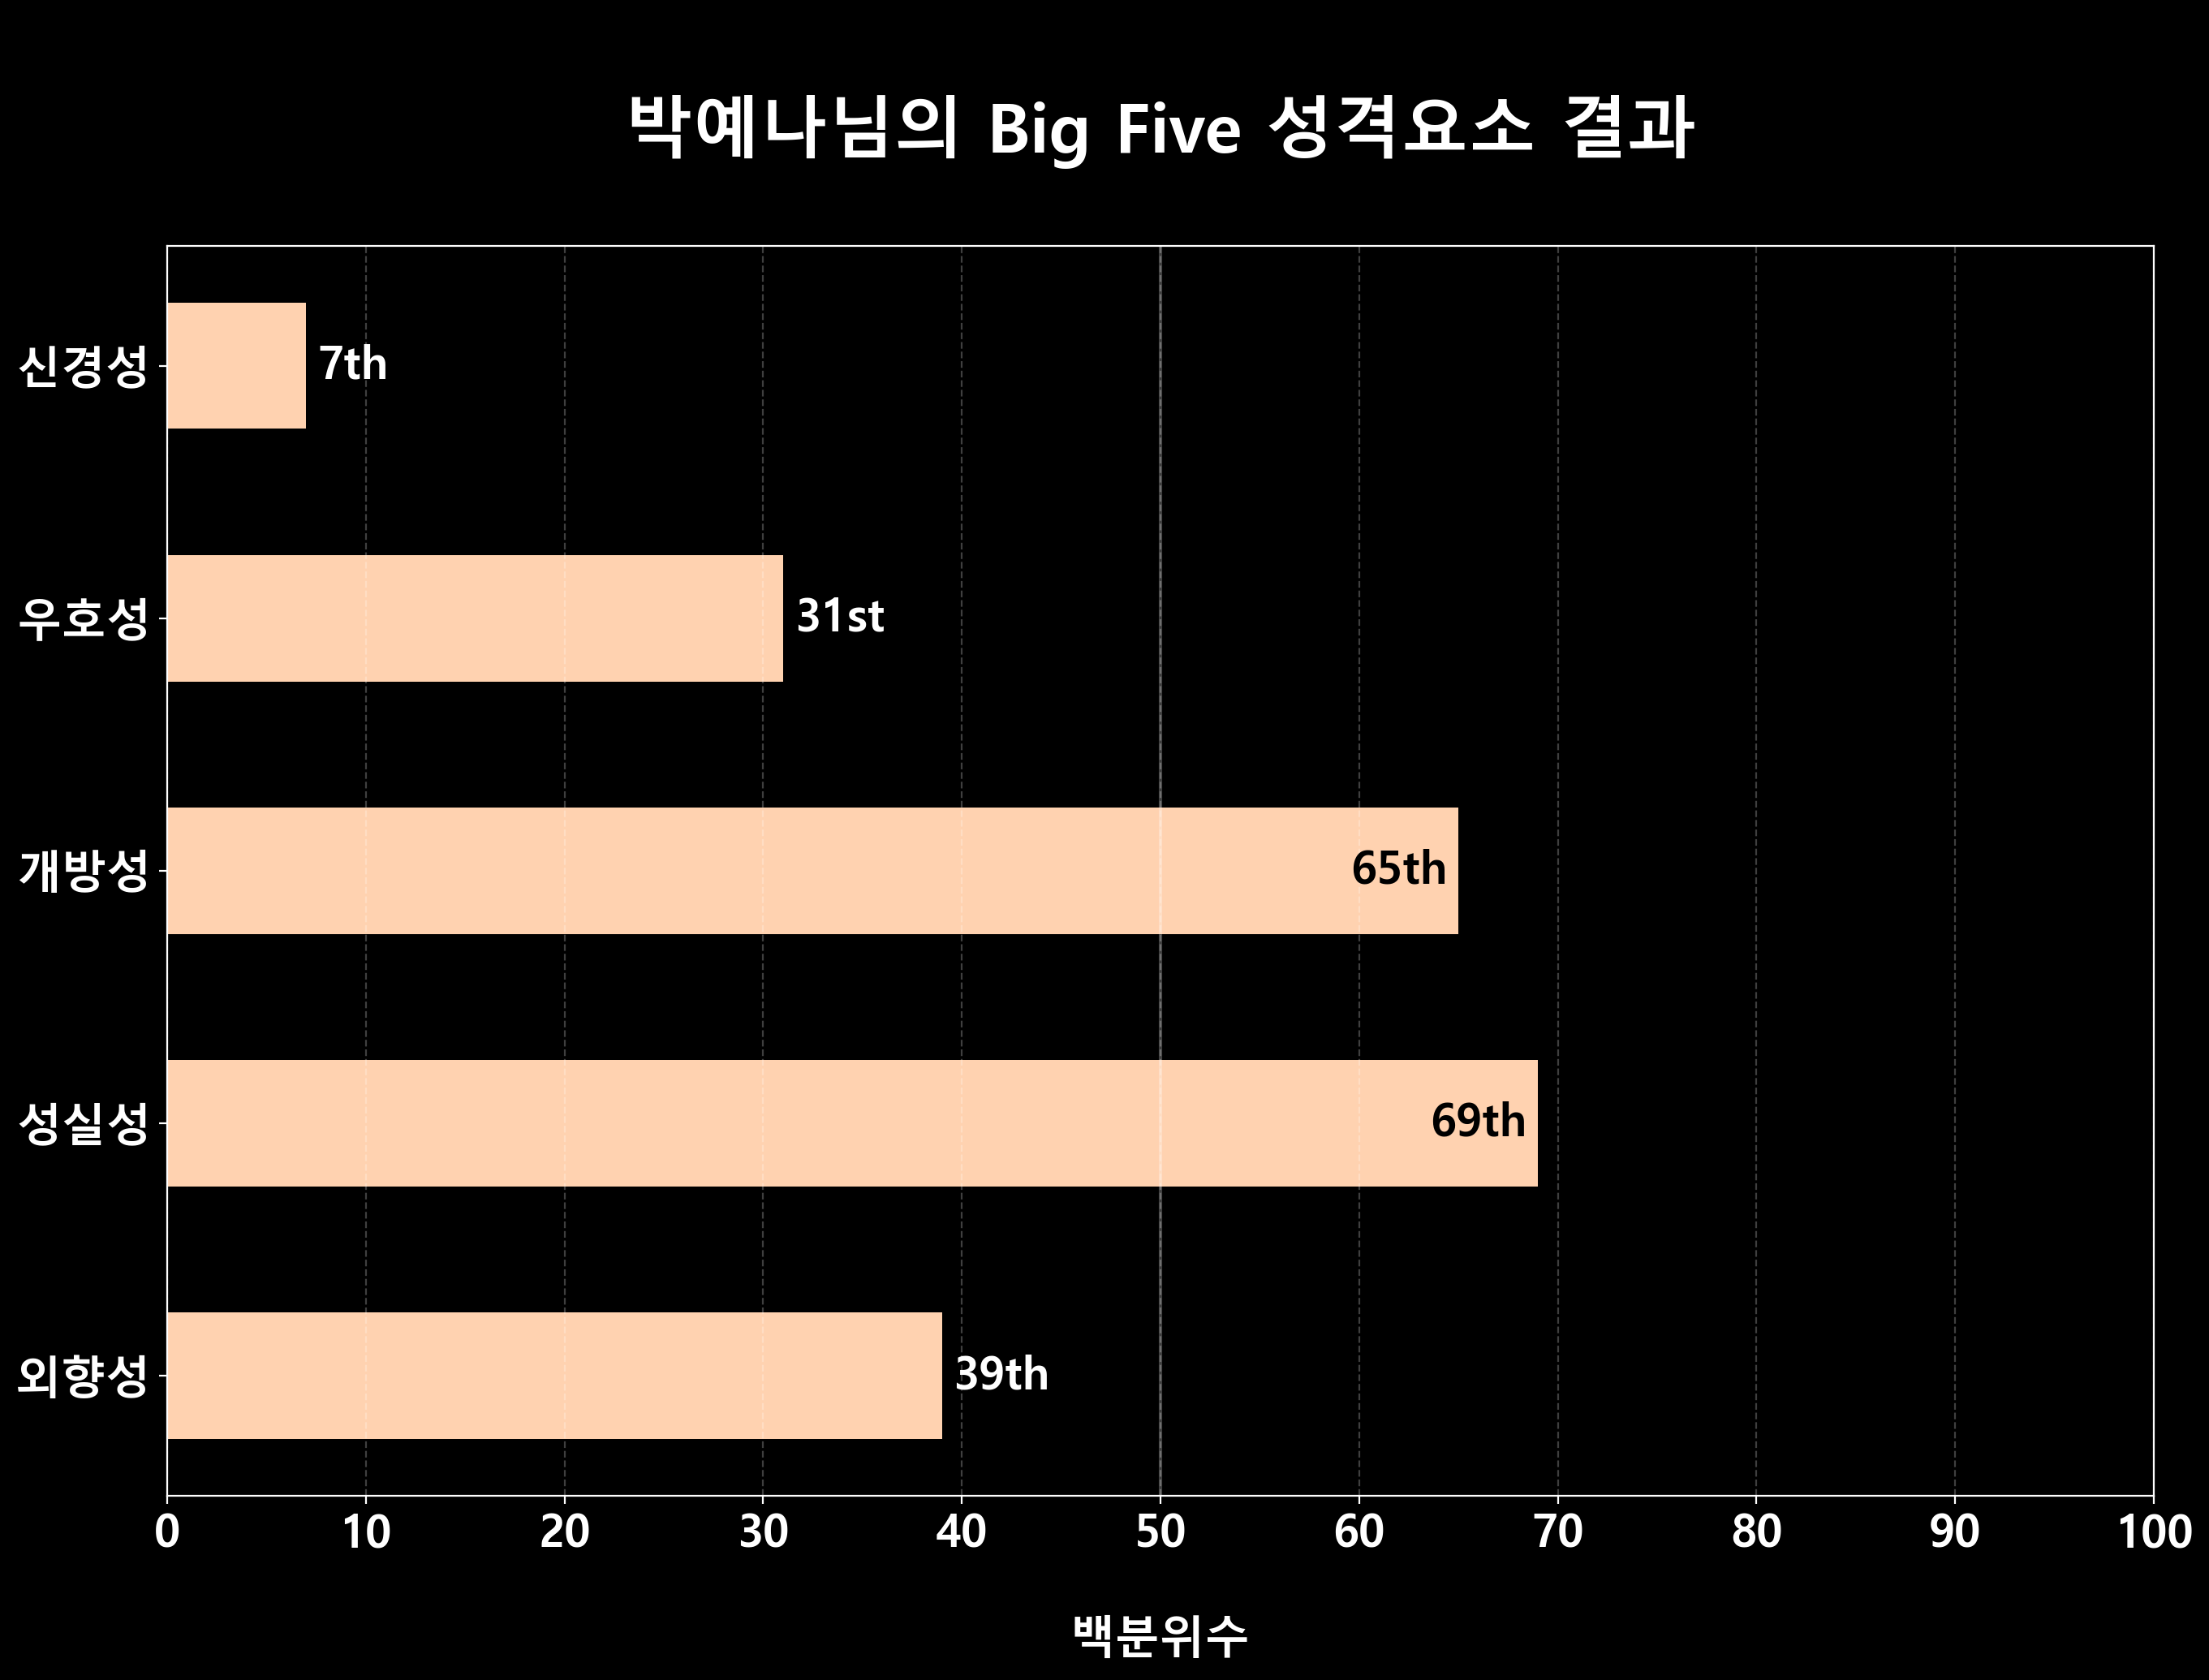 박예나님의 Big Five 성격요소 결과
신경성 7th
우호성 31st
개방성 65th
성실성 69th
외향성 39th
0 10 20 30 40 50 60 70 80 90 100
백분위수